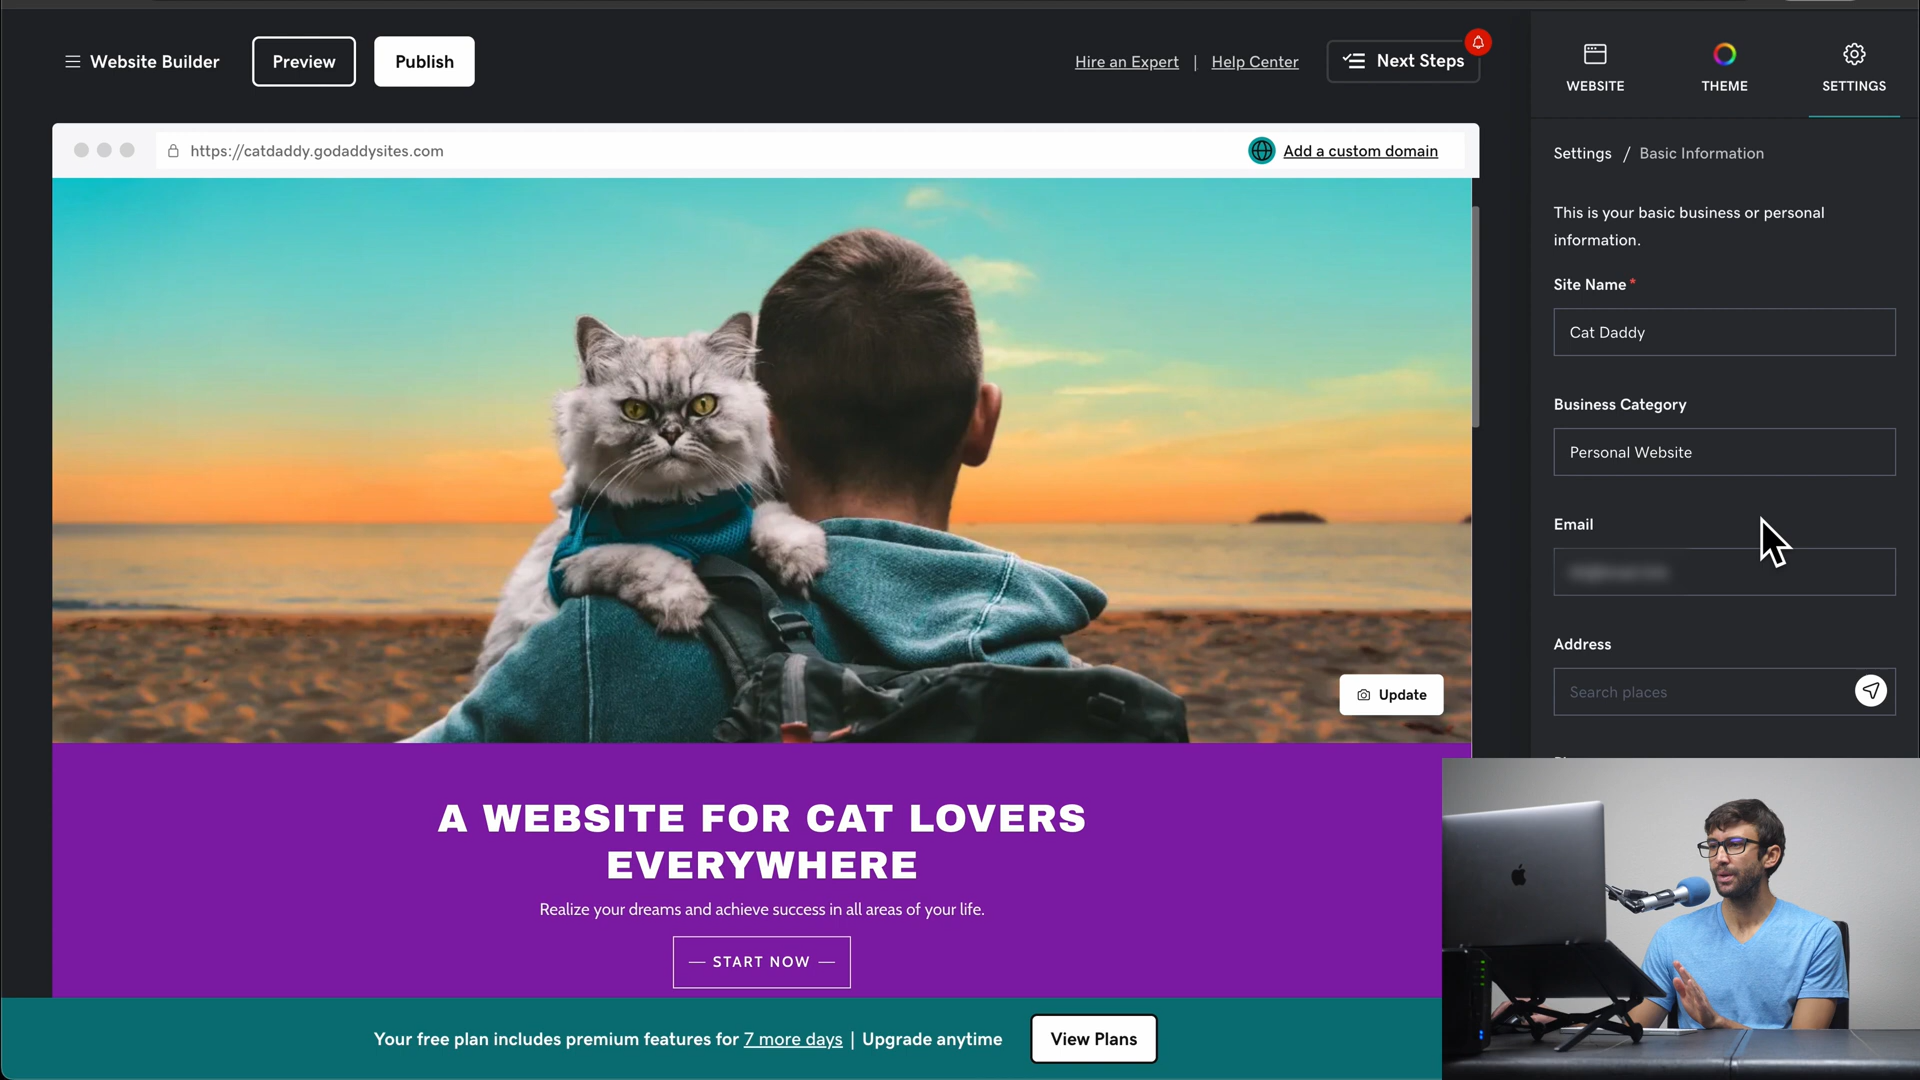 Website Builder
Preview
Publish
Hire an Expert | Help Center
Next Steps
WEBSITE
THEME
SETTINGS
https://catdaddy.godaddysites.com
Add a custom domain
Settings / Basic Information
This is your basic business or personal
information.
Site Name *
Cat Daddy
Business Category
Personal Website
Email
Address
Search places
Update
A WEBSITE FOR CAT LOVERS
EVERYWHERE
Realize your dreams and achieve success in all areas of your life.
— START NOW —
Your free plan includes premium features for 7 more days | Upgrade anytime
View Plans